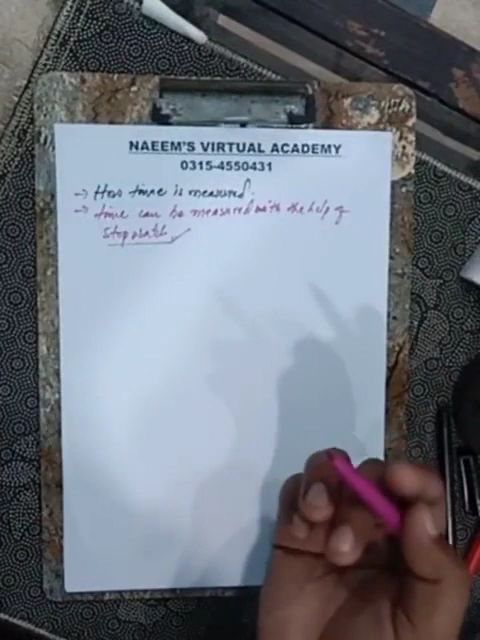 NAEEM'S VIRTUAL ACADEMY
0315-4550431
→ How time is measured.
→ time can be measured with the help of
stopwatch